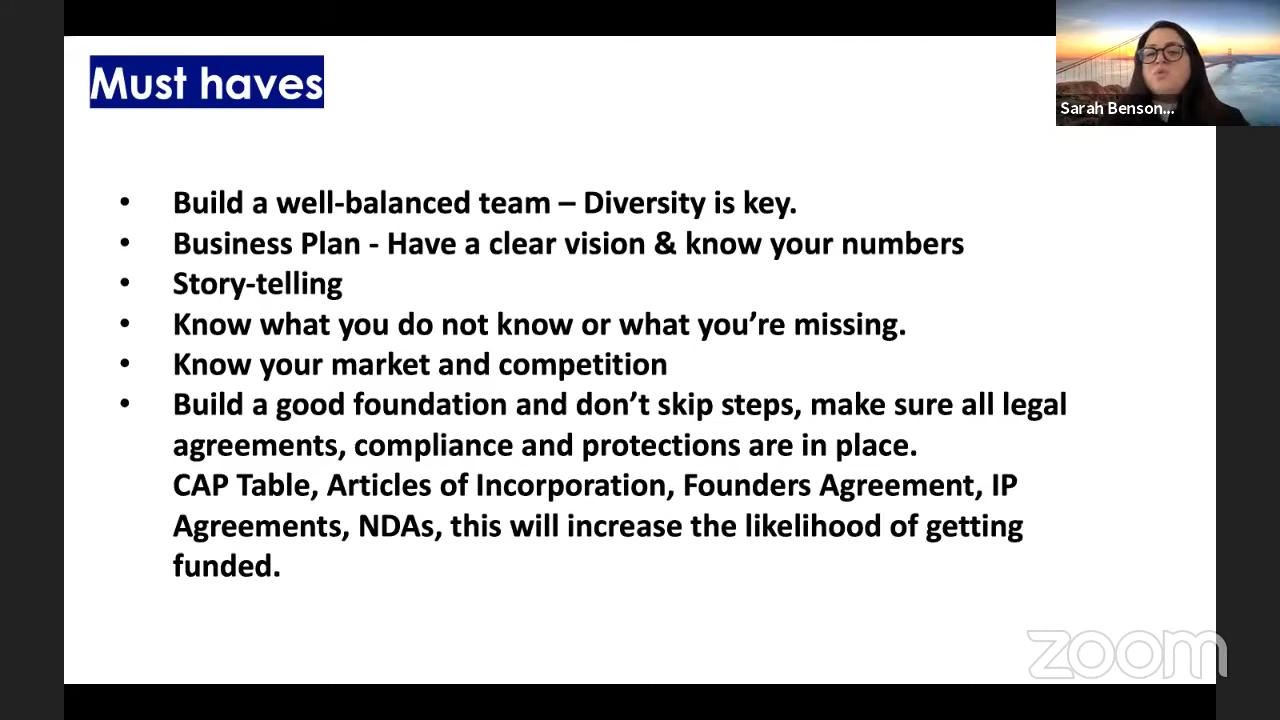 Must haves
Sarah Benson...
• Build a well-balanced team – Diversity is key.
• Business Plan - Have a clear vision & know your numbers
• Story-telling
• Know what you do not know or what you’re missing.
• Know your market and competition
• Build a good foundation and don’t skip steps, make sure all legal
agreements, compliance and protections are in place.
CAP Table, Articles of Incorporation, Founders Agreement, IP
Agreements, NDAs, this will increase the likelihood of getting
funded.
zoom